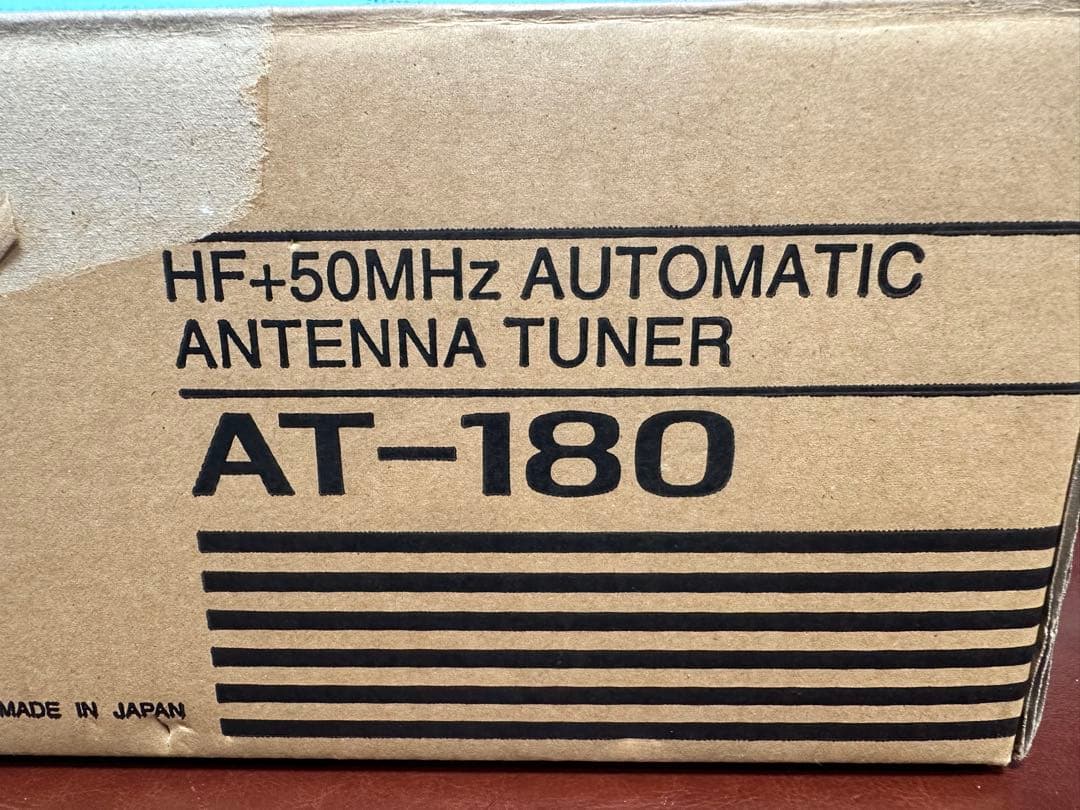 HF+50MHz AUTOMATIC
ANTENNA TUNER
AT-180
MADE IN JAPAN